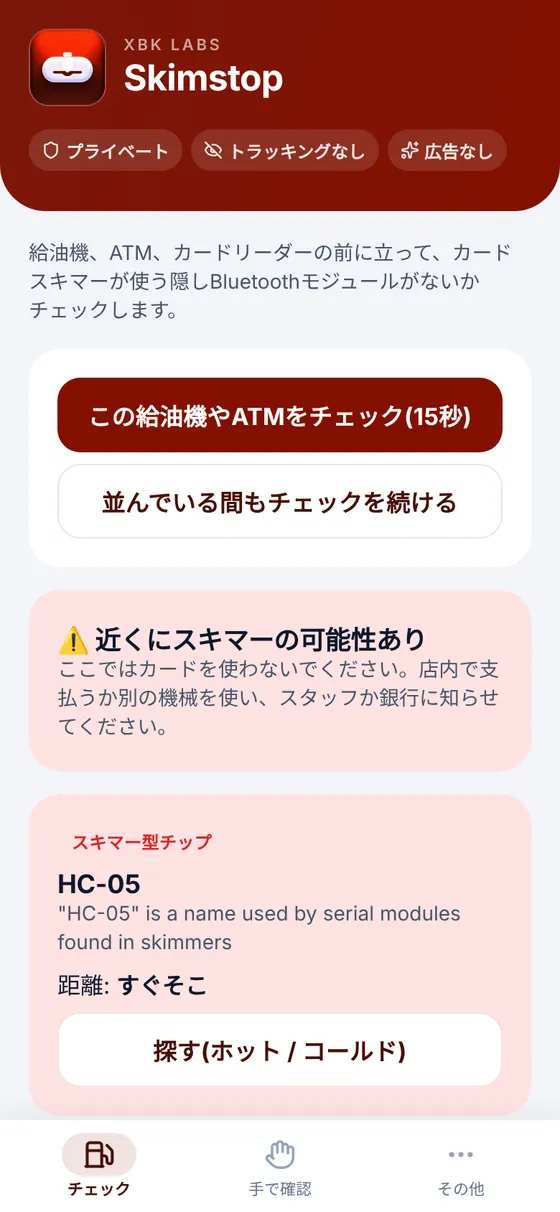 XBK LABS
Skimstop
プライベート
トラッキングなし
広告なし
給油機、ATM、カードリーダーの前に立って、カード
スキマーが使う隠しBluetoothモジュールがないか
チェックします。
この給油機やATMをチェック(15秒)
並んでいる間もチェックを続ける
⚠️ 近くにスキマーの可能性あり
ここではカードを使わないでください。店内で支
払うか別の機械を使い、スタッフか銀行に知らせ
てください。
スキマー型チップ
HC-05
"HC-05" is a name used by serial modules
found in skimmers
距離: すぐそこ
探す(ホット / コールド)
チェック
手で確認
その他